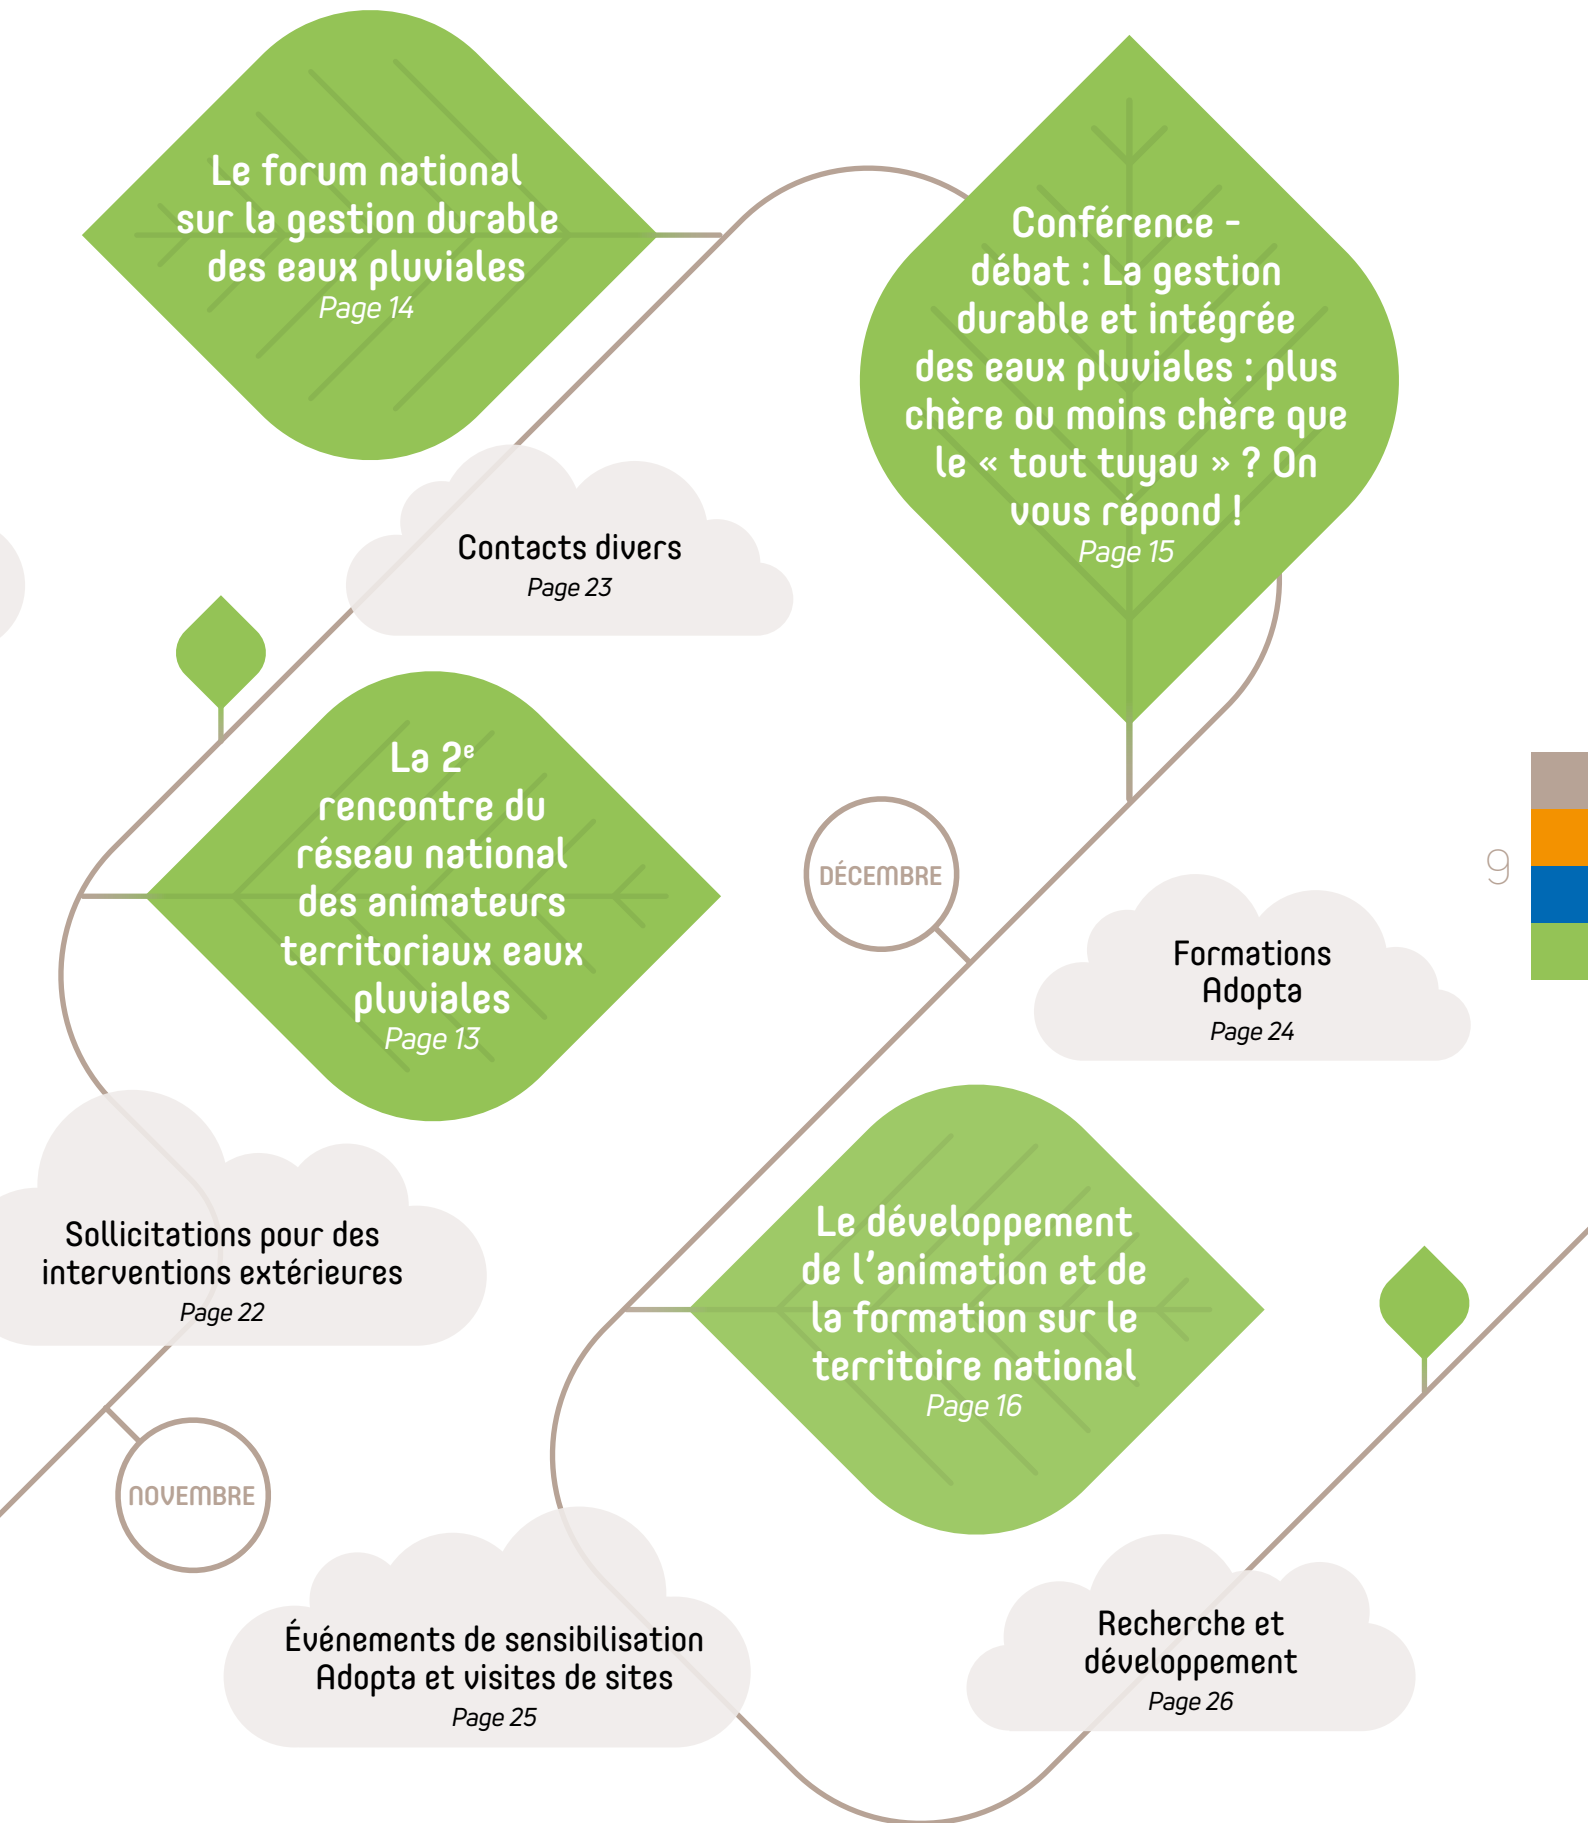 Le forum national
sur la gestion durable
des eaux pluviales
Page 14
Conférence -
débat : La gestion
durable et intégrée
des eaux pluviales : plus
chère ou moins chère que
le « tout tuyau » ? On
vous répond !
Page 15
Contacts divers
Page 23
La 2e
rencontre du
réseau national
des animateurs
territoriaux eaux
pluviales
Page 13
DÉCEMBRE
9
Formations
Adopta
Page 24
Sollicitations pour des
interventions extérieures
Page 22
Le développement
de l’animation et de
la formation sur le
territoire national
Page 16
NOVEMBRE
Événements de sensibilisation
Adopta et visites de sites
Page 25
Recherche et
développement
Page 26